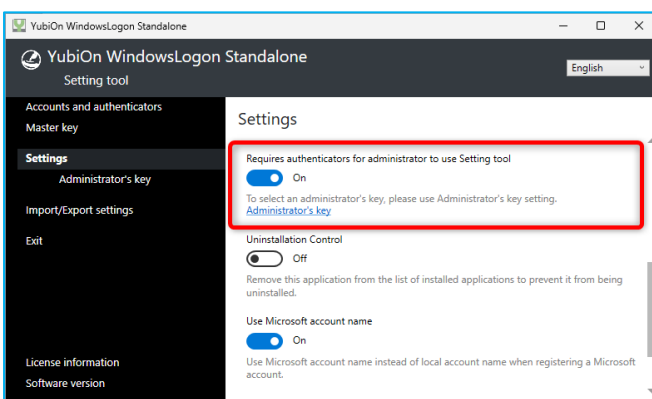 YubiOn WindowsLogon Standalone
YubiOn WindowsLogon Standalone
Setting tool
English
Accounts and authenticators
Master key
Settings
Administrator's key
Import/Export settings
Exit
License information
Software version
Settings
Requires authenticators for administrator to use Setting tool
On
To select an administrator's key, please use Administrator's key setting.
Administrator's key
Uninstallation Control
Off
Remove this application from the list of installed applications to prevent it from being
uninstalled.
Use Microsoft account name
On
Use Microsoft account name instead of local account name when registering a Microsoft
account.